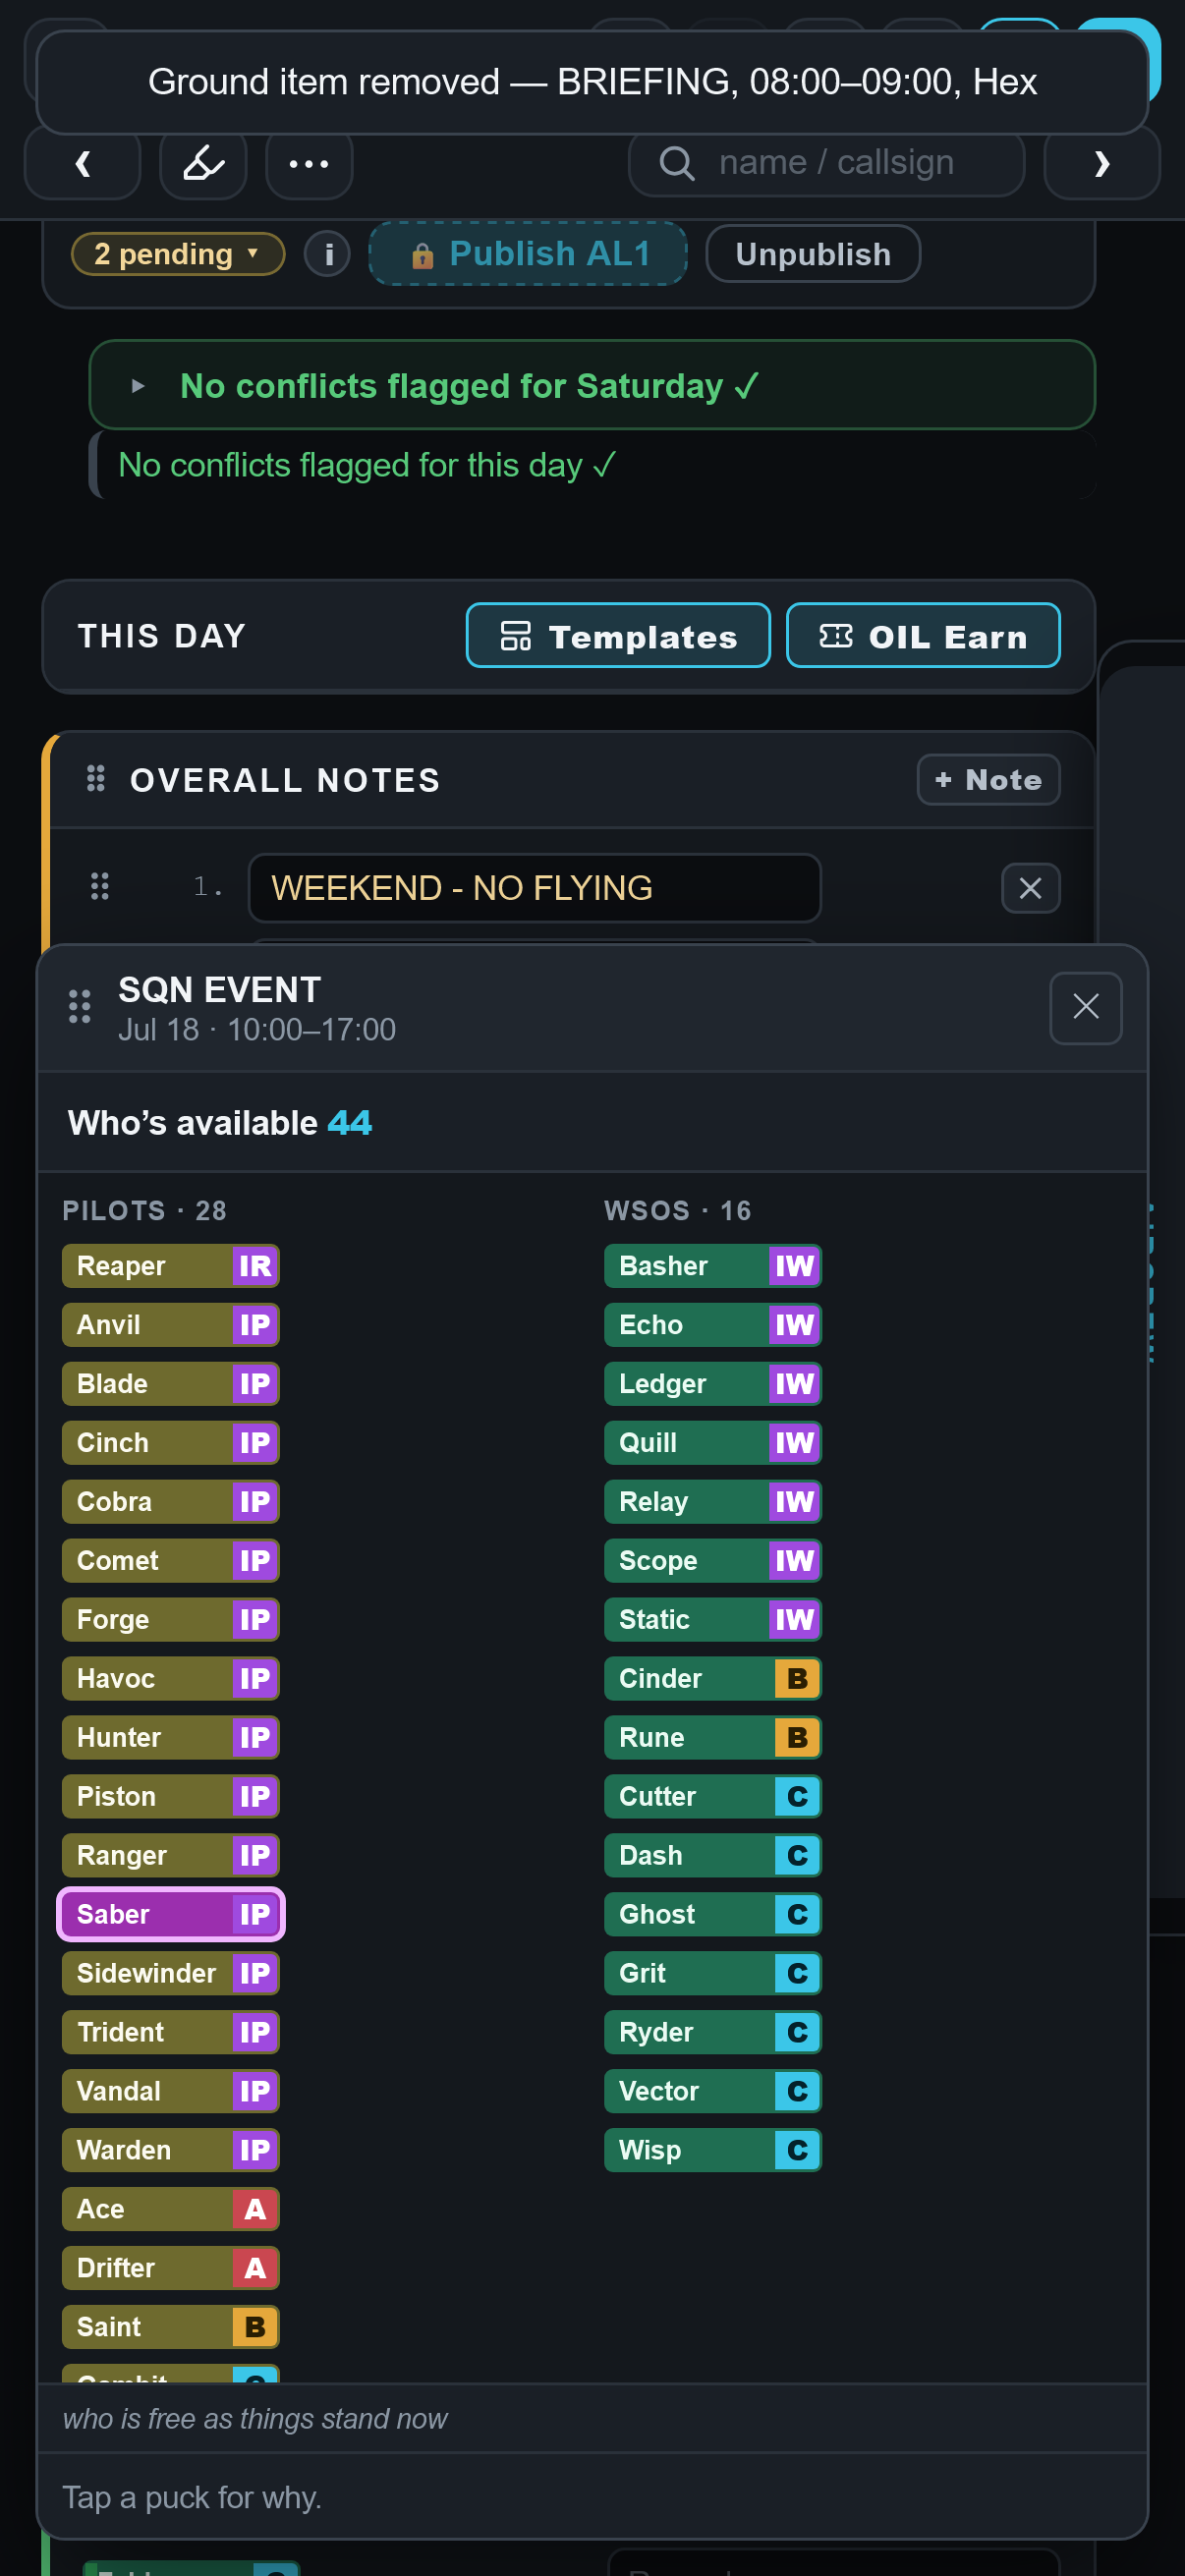 Ground item removed — BRIEFING, 08:00–09:00, Hex
name / callsign
2 pending
i
Publish AL1
Unpublish
No conflicts flagged for Saturday ✓
No conflicts flagged for this day ✓
THIS DAY
Templates
OIL Earn
OVERALL NOTES
+ Note
1.
WEEKEND - NO FLYING
SQN EVENT
Jul 18 · 10:00–17:00
Who’s available 44
PILOTS · 28
Reaper IR
Anvil IP
Blade IP
Cinch IP
Cobra IP
Comet IP
Forge IP
Havoc IP
Hunter IP
Piston IP
Ranger IP
Saber IP
Sidewinder IP
Trident IP
Vandal IP
Warden IP
Ace A
Drifter A
Saint B
WSOS · 16
Basher IW
Echo IW
Ledger IW
Quill IW
Relay IW
Scope IW
Static IW
Cinder B
Rune B
Cutter C
Dash C
Ghost C
Grit C
Ryder C
Vector C
Wisp C
who is free as things stand now
Tap a puck for why.